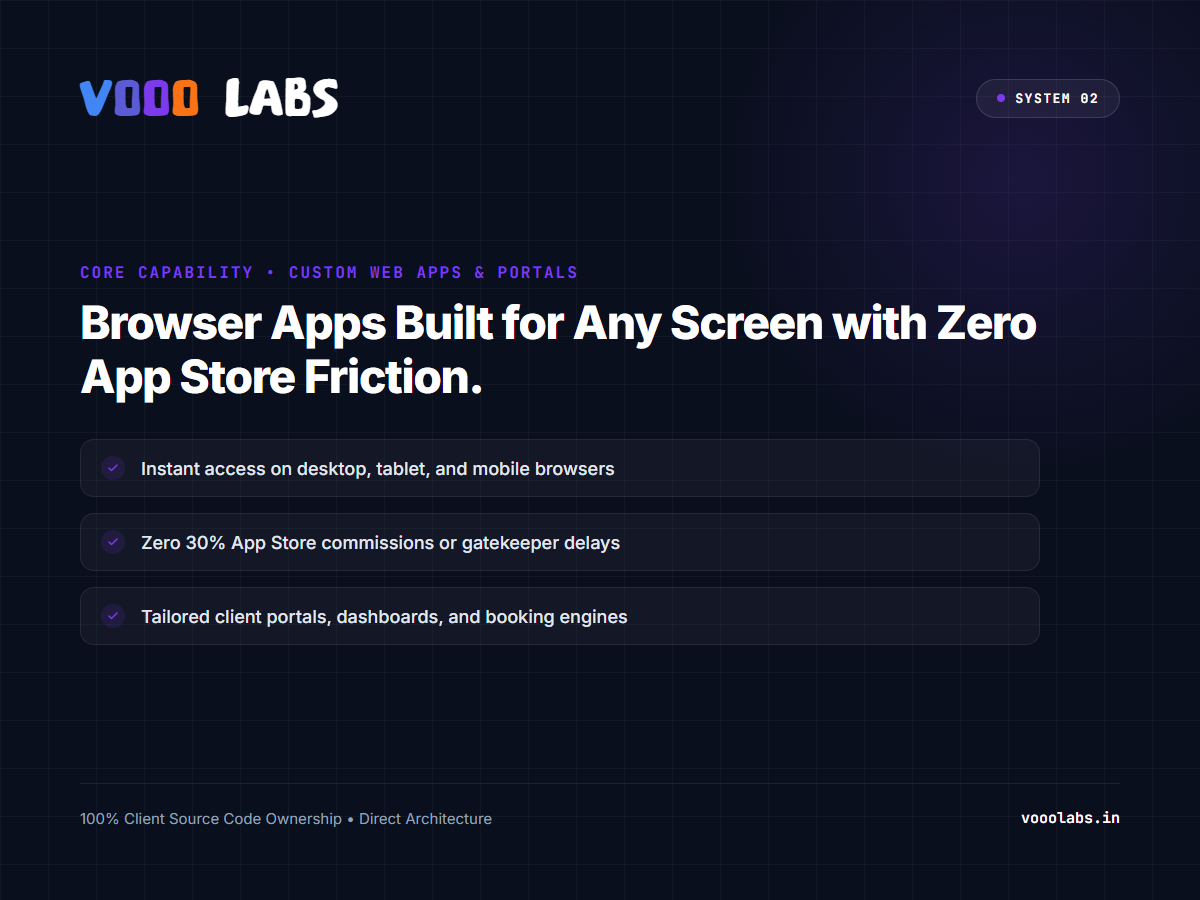 VOOO LABS
SYSTEM 02
CORE CAPABILITY • CUSTOM WEB APPS & PORTALS
Browser Apps Built for Any Screen with Zero
App Store Friction.
Instant access on desktop, tablet, and mobile browsers
Zero 30% App Store commissions or gatekeeper delays
Tailored client portals, dashboards, and booking engines
100% Client Source Code Ownership • Direct Architecture
vooolabs.in